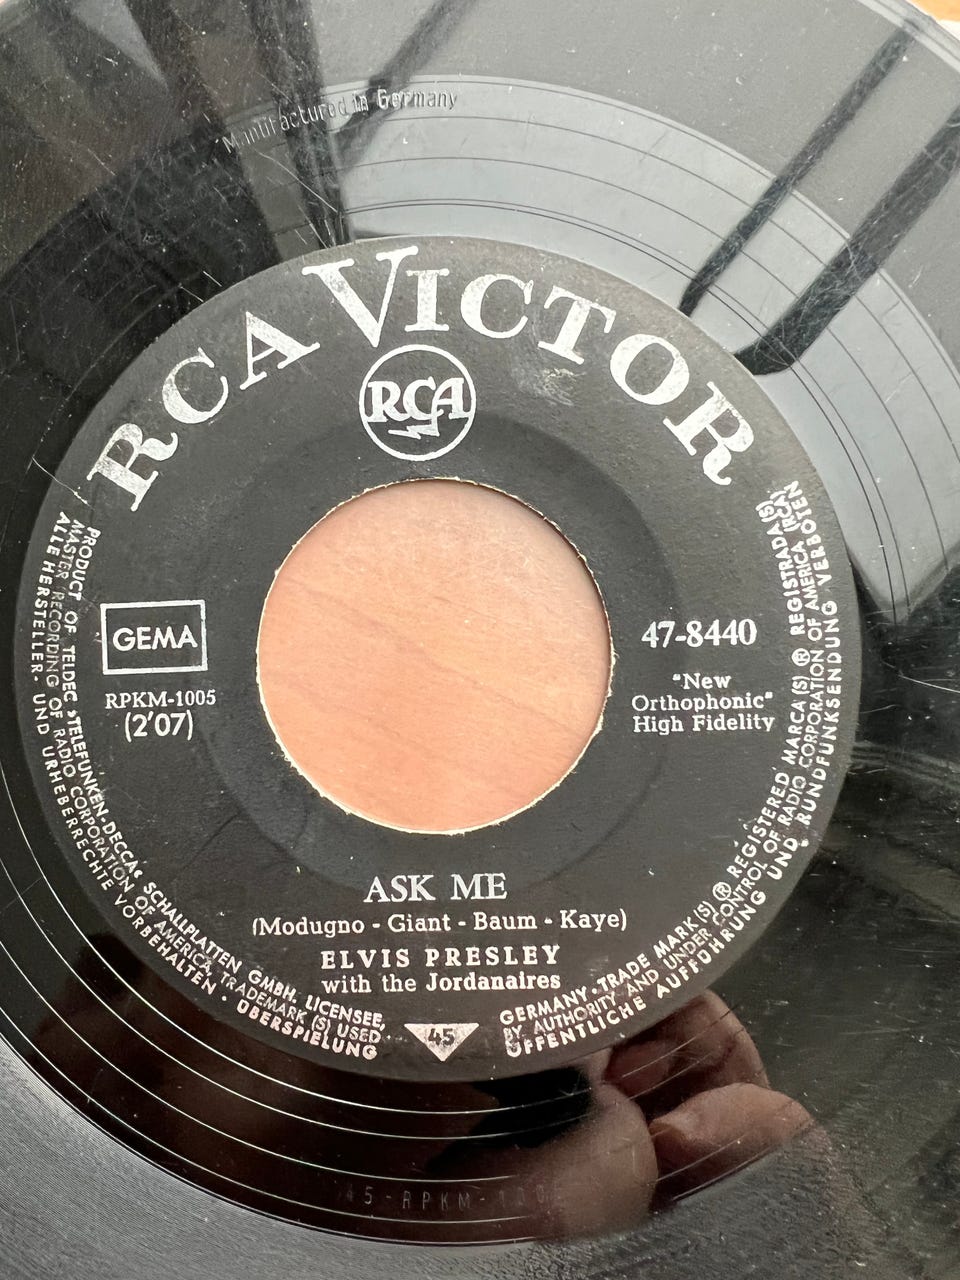 Manufactured in Germany
RCA VICTOR
RCA
GEMA
RPKM-1005
(2'07)
47-8440
"New
Orthophonic"
High Fidelity
ASK ME
(Modugno - Giant - Baum - Kaye)
ELVIS PRESLEY
with the Jordanaires
45
PRODUCT OF TELDEC »TELEFUNKEN-DECCA« SCHALLPLATTEN GMBH. LICENSEE, GERMANY-TRADE MARK(S) ® REGISTERED MARCA(S) ® REGISTRADA(S)
MASTER RECORDING OF RADIO CORPORATION OF AMERICA, TRADEMARK (S) USED BY AUTHORITY AND UNDER CONTROL OF RADIO CORPORATION OF AMERICA (RCA)
ALLE HERSTELLER- UND URHEBERRECHTE VORBEHALTEN · ÜBERSPIELUNG ÖFFENTLICHE AUFFÜHRUNG UND RUNDFUNKSENDUNG VERBOTEN
45-RPKM-100